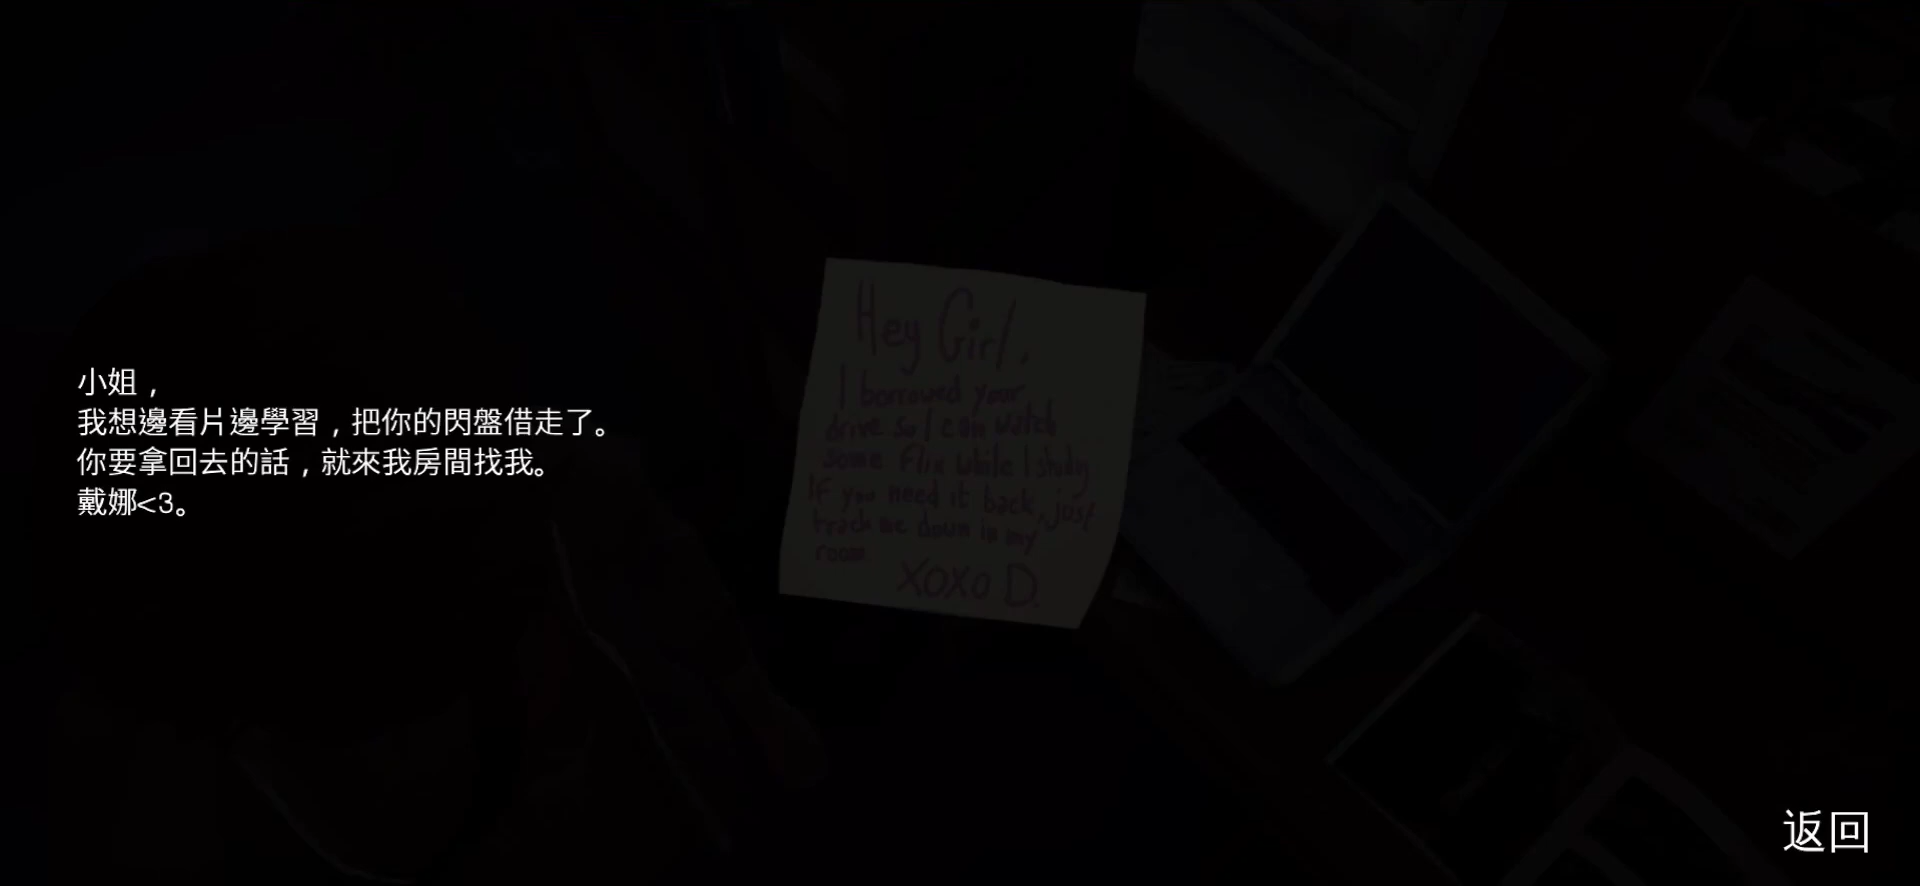 小姐，
我想邊看片邊學習，把你的閃盤借走了。
你要拿回去的話，就來我房間找我。
戴娜<3。
Hey Girl,
I borrowed your
drive so I can watch
some Flix while I study
If you need it back, just
track me down in my
room
XOXO D.
返回